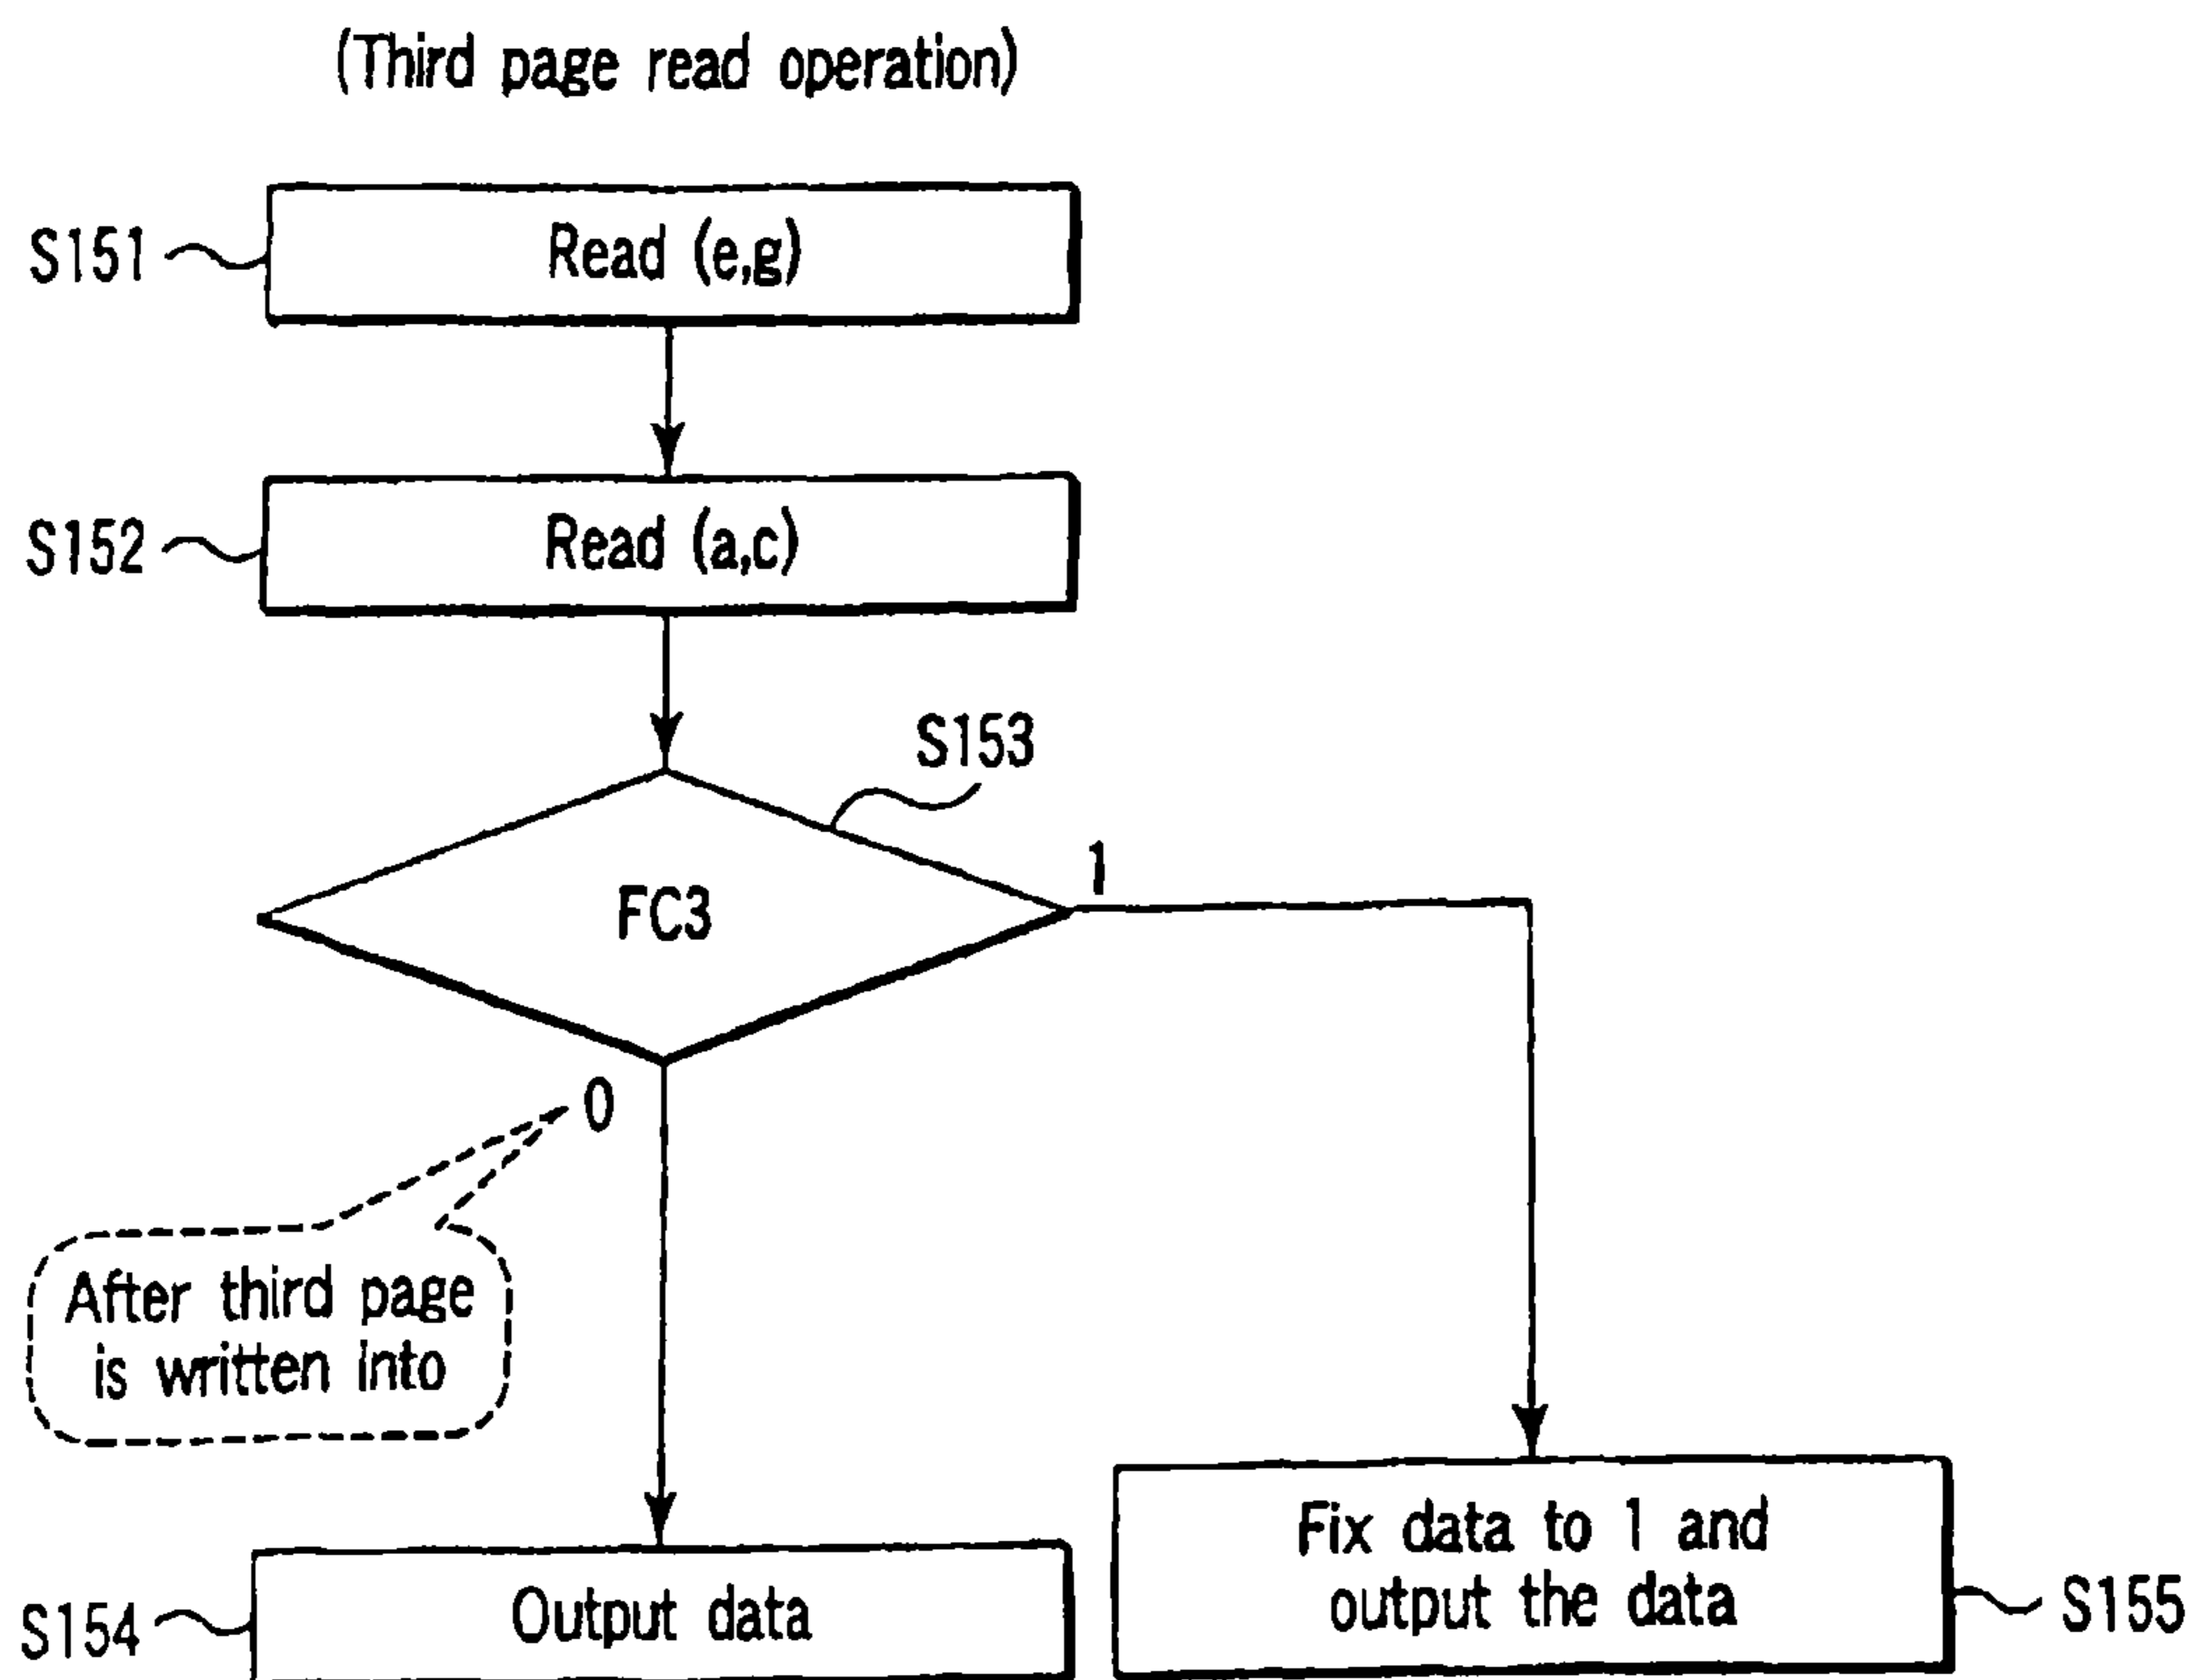 (Third page read operation)
S151
Read (e,g)
S152
Read (a,c)
S153
FC3
1
0
After third page
is written into
S154
Output data
Fix data to 1 and
output the data
S155